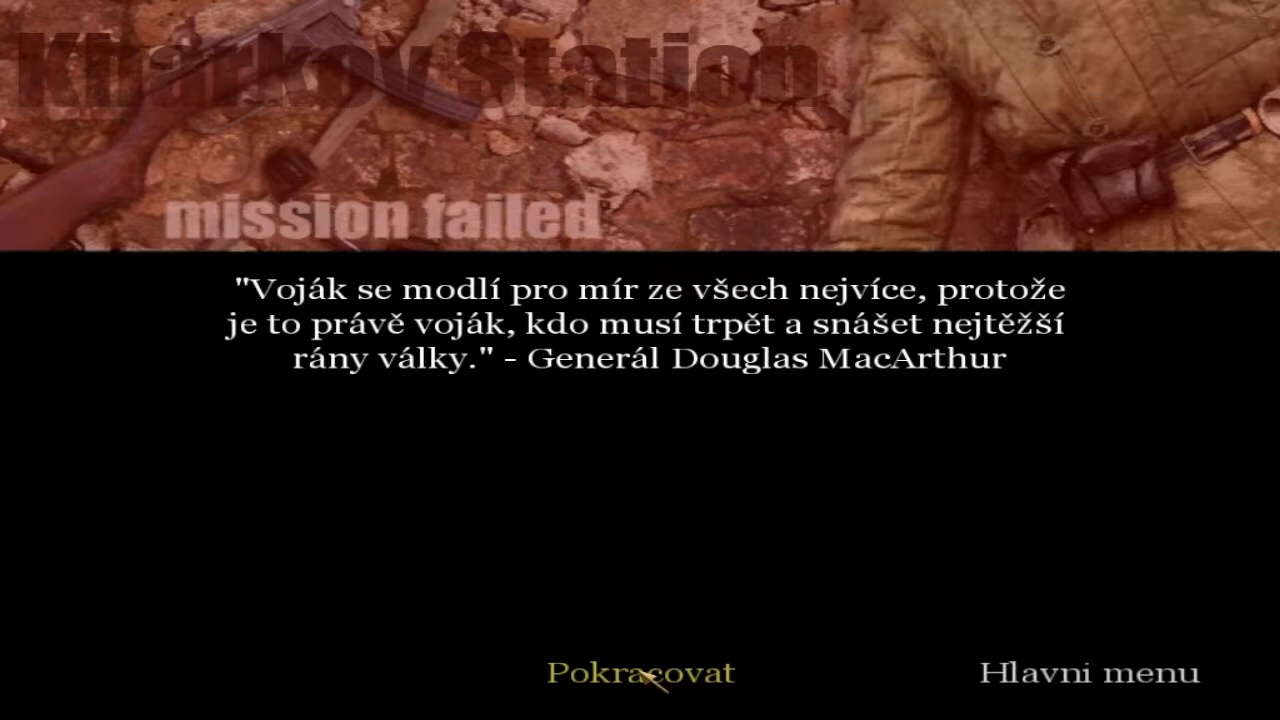 Kharkov Station
mission failed
"Voják se modlí pro mír ze všech nejvíce, protože
je to právě voják, kdo musí trpět a snášet nejtěžší
rány války." - Generál Douglas MacArthur
Pokracovat
Hlavni menu